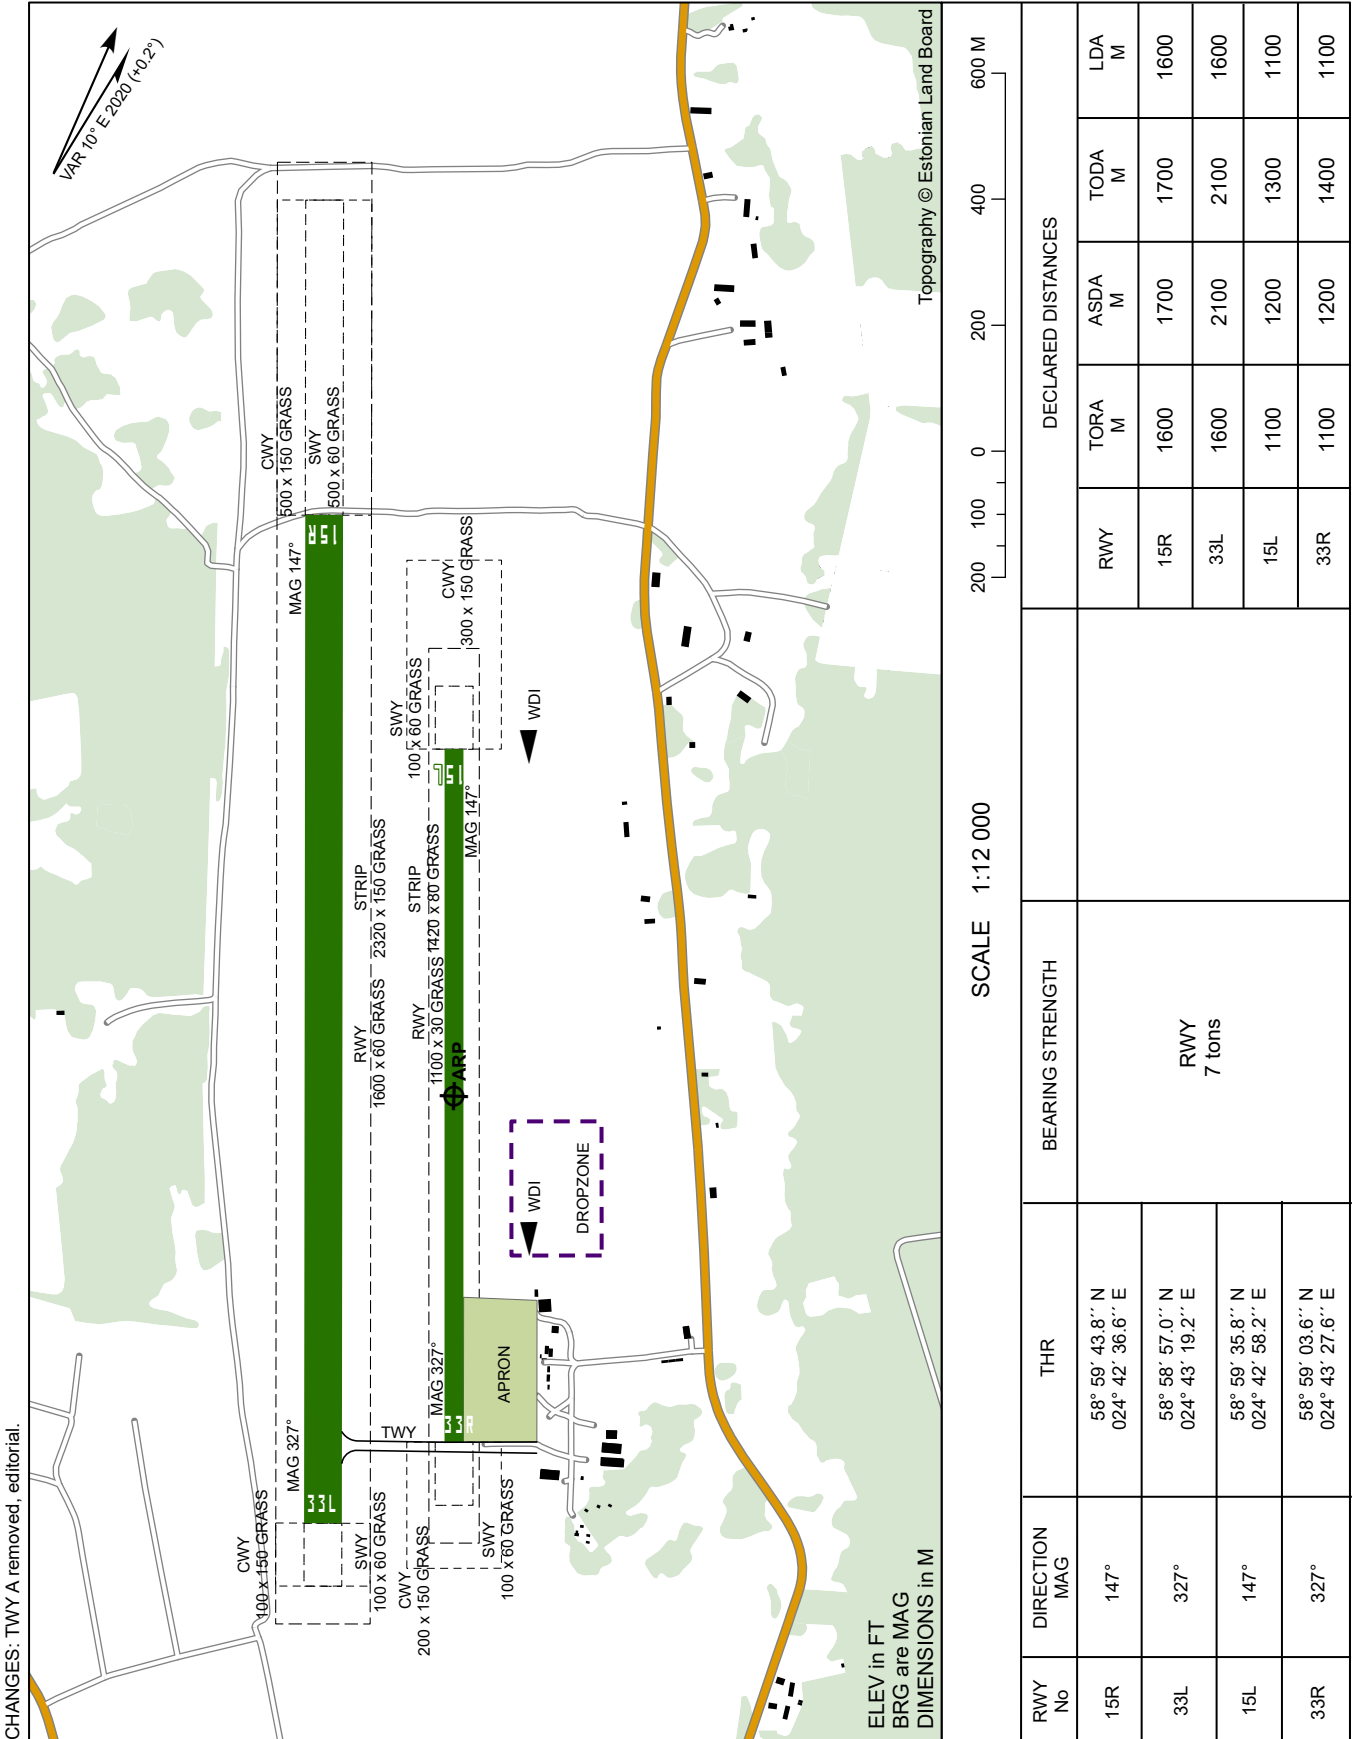 CHANGES: TWY A removed, editorial.
VAR 10° E 2020 (+0.2°)
CWY
500 x 150 GRASS
SWY
500 x 60 GRASS
15R
MAG 147°
STRIP
2320 x 150 GRASS
RWY
1600 x 60 GRASS
MAG 327°
33L
CWY
100 x 150 GRASS
SWY
100 x 60 GRASS
CWY
300 x 150 GRASS
SWY
100 x 60 GRASS
15L
MAG 147°
STRIP
1420 x 80 GRASS
RWY
1100 x 30 GRASS
ARP
MAG 327°
33R
TWY
APRON
CWY
200 x 150 GRASS
SWY
100 x 60 GRASS
WDI
WDI
DROPZONE
ELEV in FT
BRG are MAG
DIMENSIONS in M
Topography © Estonian Land Board
SCALE 1:12 000
200 100 0 200 400 600 M
RWY No DIRECTION MAG THR BEARING STRENGTH
15R 147° 58° 59′ 43.8′′ N
024° 42′ 36.6′′ E
33L 327° 58° 58′ 57.0′′ N
024° 43′ 19.2′′ E
15L 147° 58° 59′ 35.8′′ N
024° 42′ 58.2′′ E
33R 327° 58° 59′ 03.6′′ N
024° 43′ 27.6′′ E
RWY
7 tons
DECLARED DISTANCES
RWY TORA M ASDA M TODA M LDA M
15R 1600 1700 1700 1600
33L 1600 2100 2100 1600
15L 1100 1200 1300 1100
33R 1100 1200 1400 1100